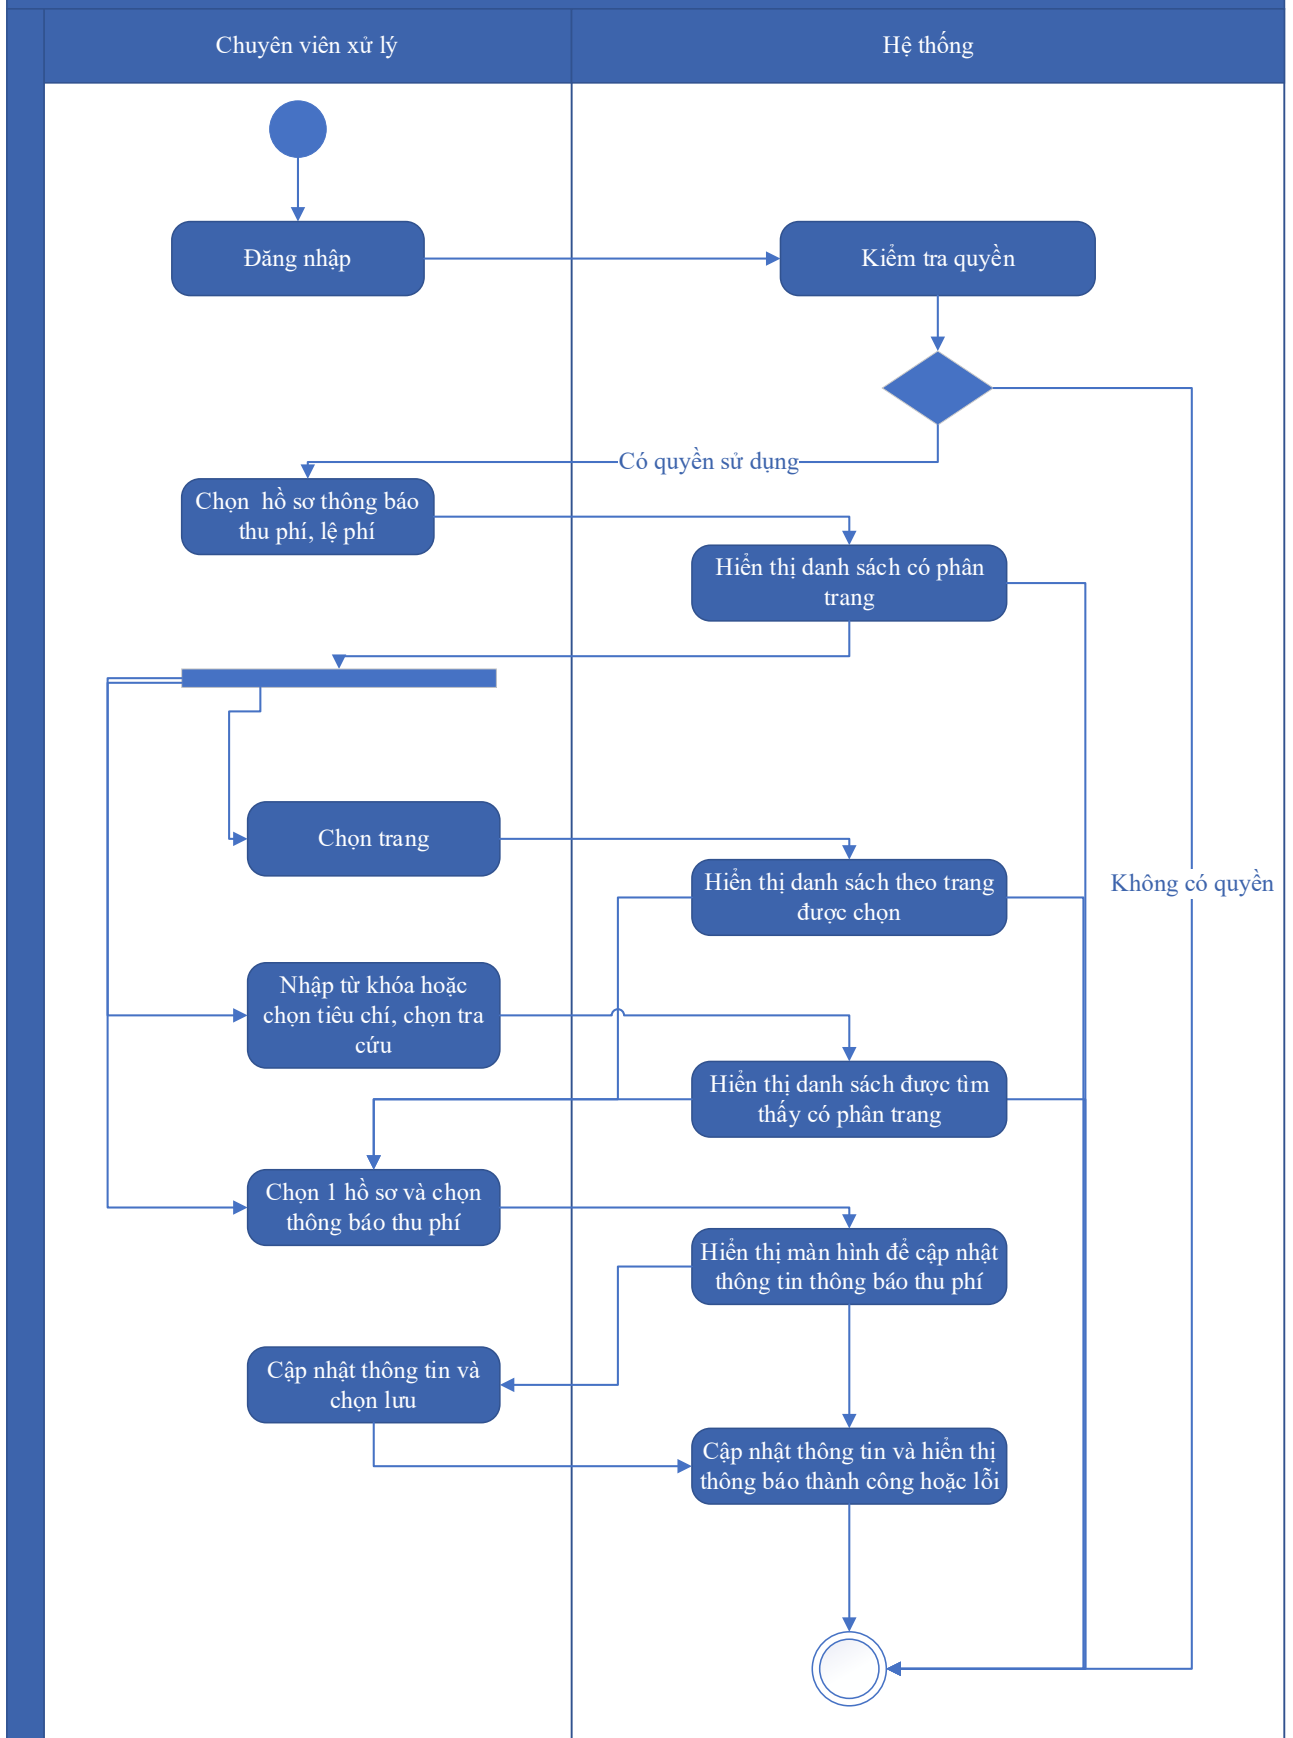 Chuyên viên xử lý
Hệ thống
Đăng nhập
Kiểm tra quyền
Có quyền sử dụng
Chọn  hồ sơ thông báo
thu phí, lệ phí
Hiển thị danh sách có phân
trang
Chọn trang
Hiển thị danh sách theo trang
được chọn
Không có quyền
Nhập từ khóa hoặc
chọn tiêu chí, chọn tra
cứu
Hiển thị danh sách được tìm
thấy có phân trang
Chọn 1 hồ sơ và chọn
thông báo thu phí
Hiển thị màn hình để cập nhật
thông tin thông báo thu phí
Cập nhật thông tin và
chọn lưu
Cập nhật thông tin và hiển thị
thông báo thành công hoặc lỗi